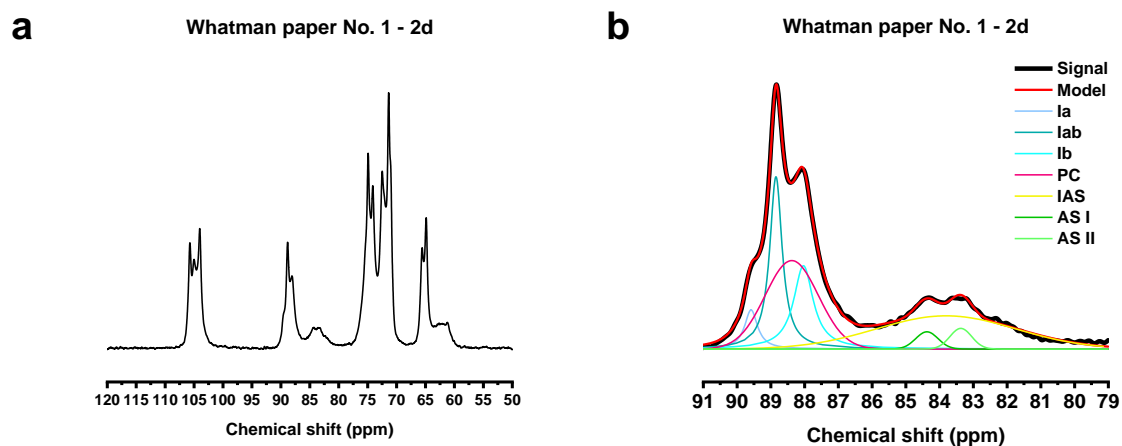 a
Whatman paper No. 1 - 2d
120 115 110 105 100 95 90 85 80 75 70 65 60 55 50
Chemical shift (ppm)
b
Whatman paper No. 1 - 2d
Signal
Model
Ia
Iab
Ib
PC
IAS
AS I
AS II
91 90 89 88 87 86 85 84 83 82 81 80 79
Chemical shift (ppm)